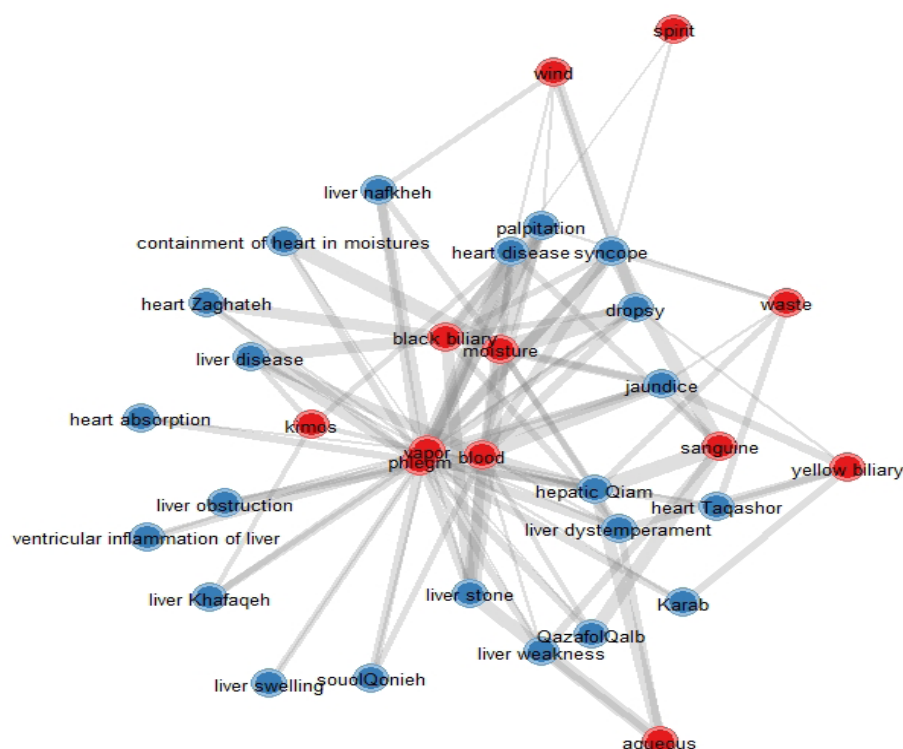 spirit
wind
liver nafkheh
palpitation
containment of heart in moistures
heart disease
syncope
heart Zaghateh
waste
dropsy
black biliary
moisture
liver disease
jaundice
heart absorption
kimos
sanguine
vapor
blood
phlegm
yellow biliary
hepatic Qiam
liver obstruction
heart Taqashor
liver dystemperament
ventricular inflammation of liver
liver Khafaqeh
liver stone
Karab
QazafolQalb
liver weakness
liver swelling
souolQonieh
aqueous